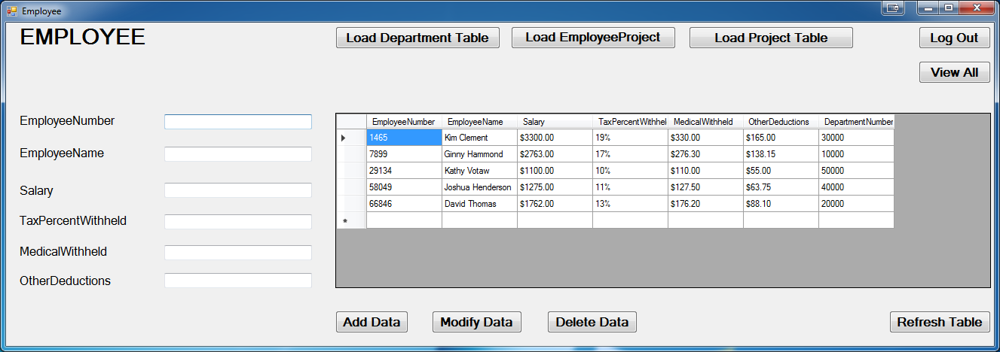 Employee
EMPLOYEE
Load Department Table Load EmployeeProject Load Project Table Log Out
View All
EmployeeNumber
EmployeeName
Salary
TaxPercentWithheld
MedicalWithheld
OtherDeductions
EmployeeNumber EmployeeName Salary TaxPercentWithhel MedicalWithheld OtherDeductions DepartmentNumber
1465 Kim Clement $3300.00 19% $330.00 $165.00 30000
7899 Ginny Hammond $2763.00 17% $276.30 $138.15 10000
29134 Kathy Votaw $1100.00 10% $110.00 $55.00 50000
58049 Joshua Henderson $1275.00 11% $127.50 $63.75 40000
66846 David Thomas $1762.00 13% $176.20 $88.10 20000
*
Add Data Modify Data Delete Data Refresh Table